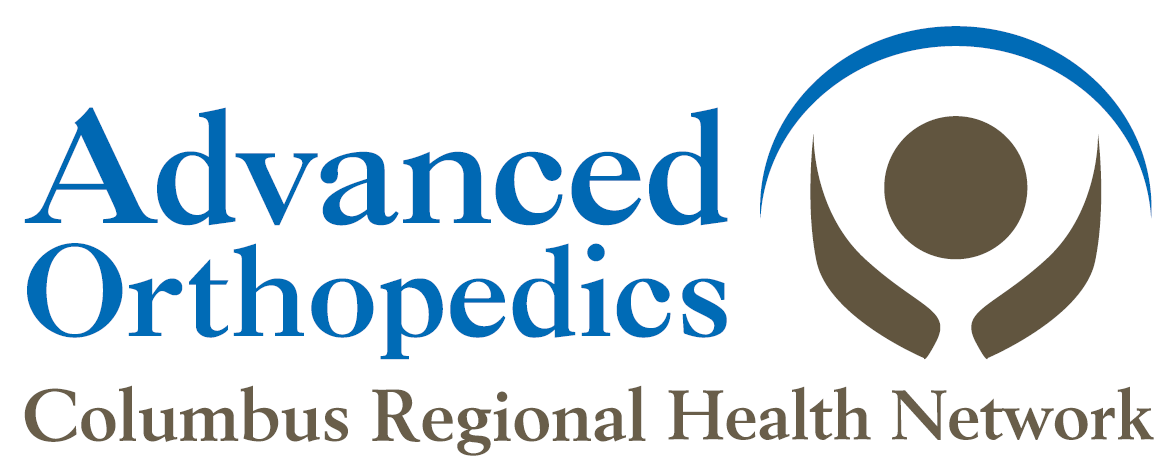 Advanced
Orthopedics
Columbus Regional Health Network